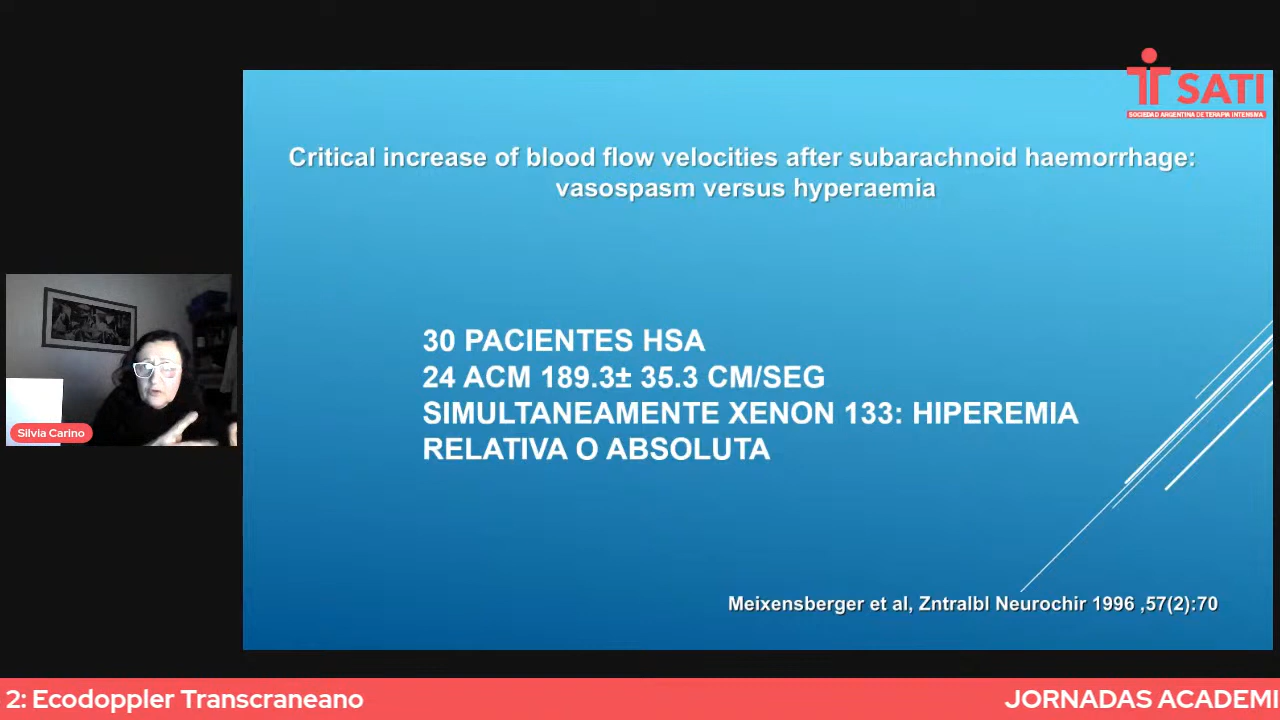 SATI
SOCIEDAD ARGENTINA DE TERAPIA INTENSIVA
Critical increase of blood flow velocities after subarachnoid haemorrhage:
vasospasm versus hyperaemia
30 PACIENTES HSA
24 ACM 189.3± 35.3 CM/SEG
SIMULTANEAMENTE XENON 133: HIPEREMIA
RELATIVA O ABSOLUTA
Silvia Carino
Meixensberger et al, Zntralbl Neurochir 1996 ,57(2):70
2: Ecodoppler Transcraneano
JORNADAS ACADEMI